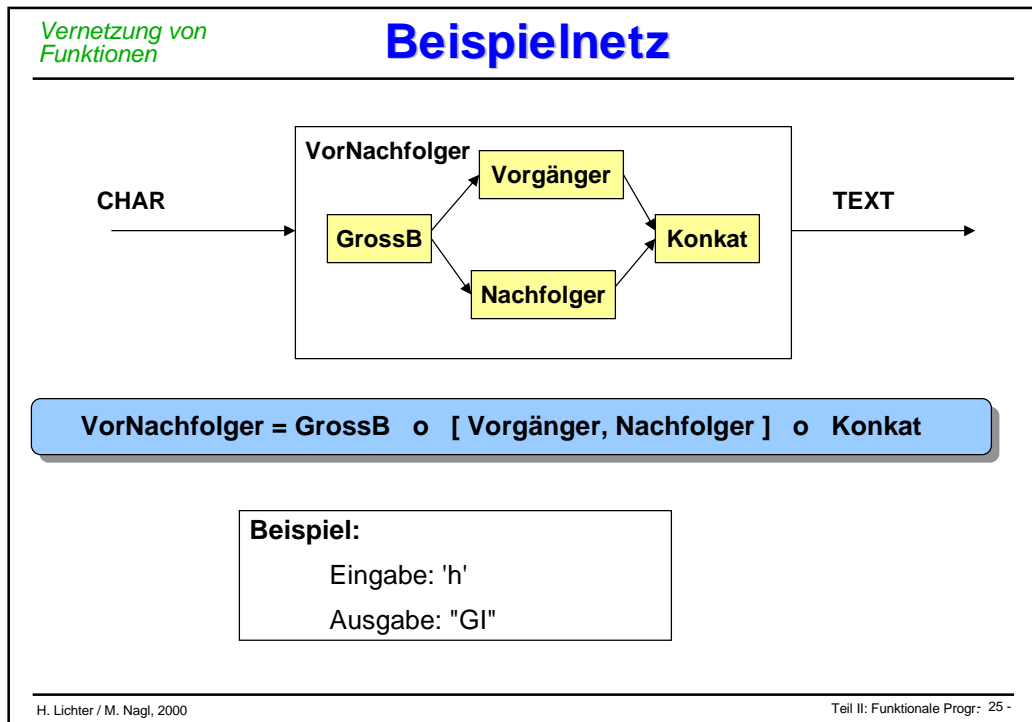 Vernetzung von
Funktionen
Beispielnetz
VorNachfolger
Vorgänger
CHAR
TEXT
GrossB
Konkat
Nachfolger
VorNachfolger = GrossB o [ Vorgänger, Nachfolger ] o Konkat
Beispiel:
Eingabe: 'h'
Ausgabe: "GI"
H. Lichter / M. Nagl, 2000
Teil II: Funktionale Progr. - 25 -